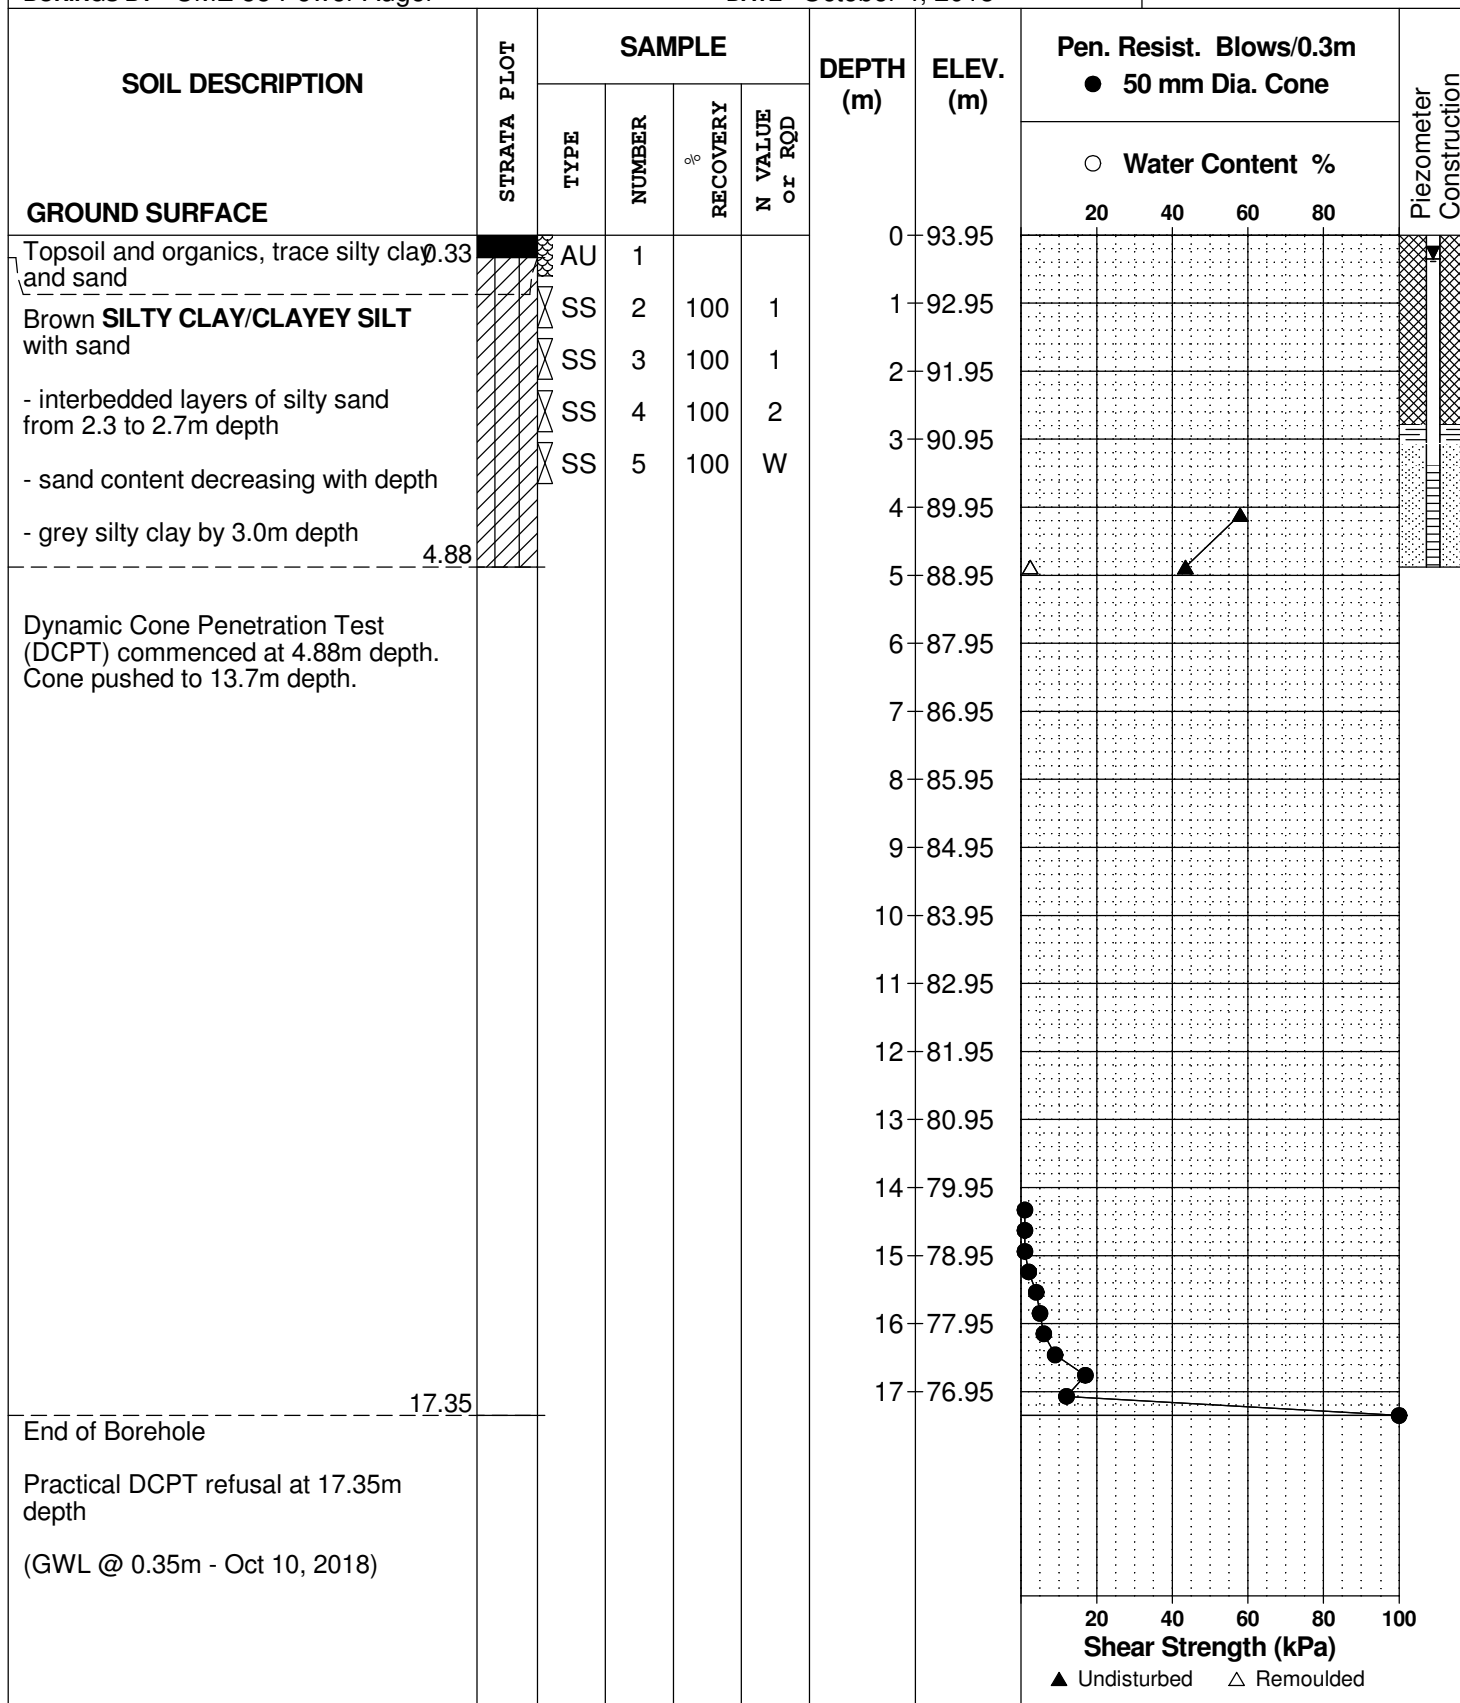 SOIL DESCRIPTION
GROUND SURFACE
STRATA PLOT
SAMPLE
TYPE
NUMBER
%
RECOVERY
N VALUE
or RQD
DEPTH
(m)
ELEV.
(m)
Pen. Resist. Blows/0.3m
● 50 mm Dia. Cone
○ Water Content %
20 40 60 80
Piezometer
Construction
Topsoil and organics, trace silty clay 0.33
and sand
Brown SILTY CLAY/CLAYEY SILT
with sand
- interbedded layers of silty sand
from 2.3 to 2.7m depth
- sand content decreasing with depth
- grey silty clay by 3.0m depth
4.88
Dynamic Cone Penetration Test
(DCPT) commenced at 4.88m depth.
Cone pushed to 13.7m depth.
17.35
End of Borehole
Practical DCPT refusal at 17.35m
depth
(GWL @ 0.35m - Oct 10, 2018)
AU 1
SS 2 100 1
SS 3 100 1
SS 4 100 2
SS 5 100 W
0 93.95
1 92.95
2 91.95
3 90.95
4 89.95
5 88.95
6 87.95
7 86.95
8 85.95
9 84.95
10 83.95
11 82.95
12 81.95
13 80.95
14 79.95
15 78.95
16 77.95
17 76.95
20 40 60 80 100
Shear Strength (kPa)
▲ Undisturbed △ Remoulded